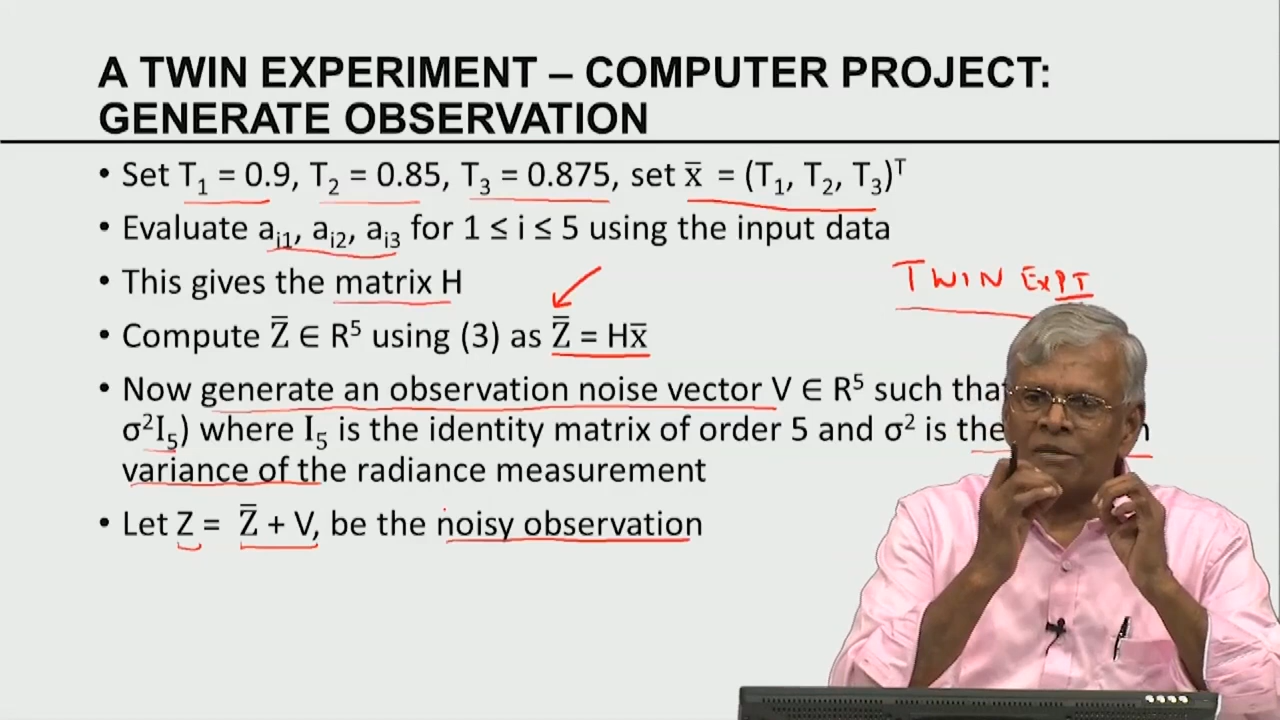 A TWIN EXPERIMENT – COMPUTER PROJECT:
GENERATE OBSERVATION
• Set T₁ = 0.9, T₂ = 0.85, T₃ = 0.875, set x̅ = (T₁, T₂, T₃)ᵀ
• Evaluate aᵢ₁, aᵢ₂, aᵢ₃ for 1 ≤ i ≤ 5 using the input data
• This gives the matrix H
TWIN EXPT
• Compute Z̅ ∈ R⁵ using (3) as Z̅ = Hx̅
• Now generate an observation noise vector V ∈ R⁵ such
σ²I₅) where I₅ is the identity matrix of order 5 and σ² is the
variance of the radiance measurement
• Let Z = Z̅ + V, be the noisy observation